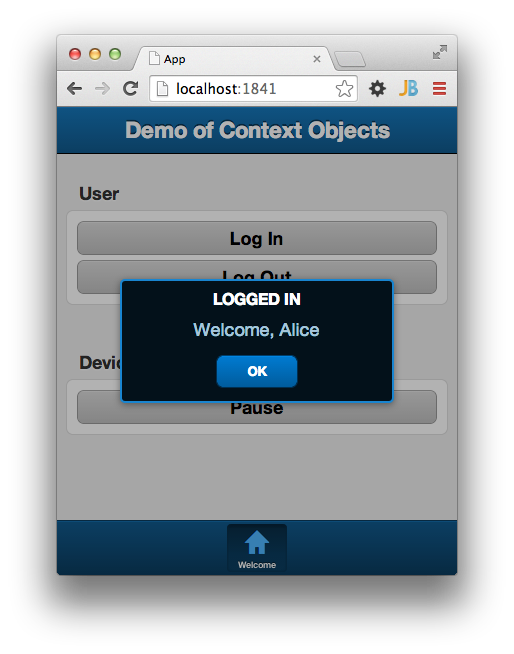 App
localhost:1841
JB
Demo of Context Objects
User
Log In
Log Out
LOGGED IN
Welcome, Alice
OK
Devic
Pause
Welcome